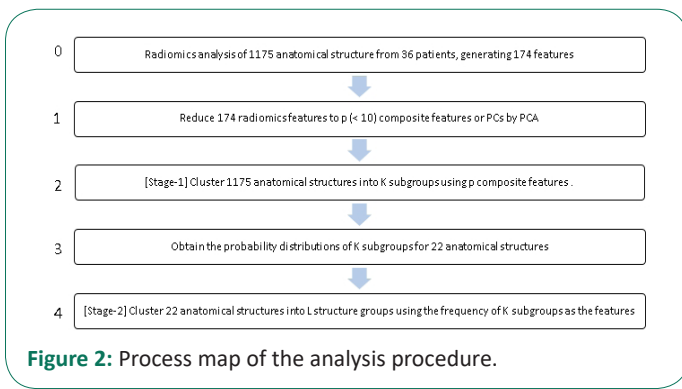 0
Radiomics analysis of 1175 anatomical structure from 36 patients, generating 174 features
1
Reduce 174 radiomics features to p (< 10) composite features or PCs by PCA
2
[Stage-1] Cluster 1175 anatomical structures into K subgroups using p composite features .
3
Obtain the probability distributions of K subgroups for 22 anatomical structures
4
[Stage-2] Cluster 22 anatomical structures into L structure groups using the frequency of K subgroups as the features
Figure 2: Process map of the analysis procedure.